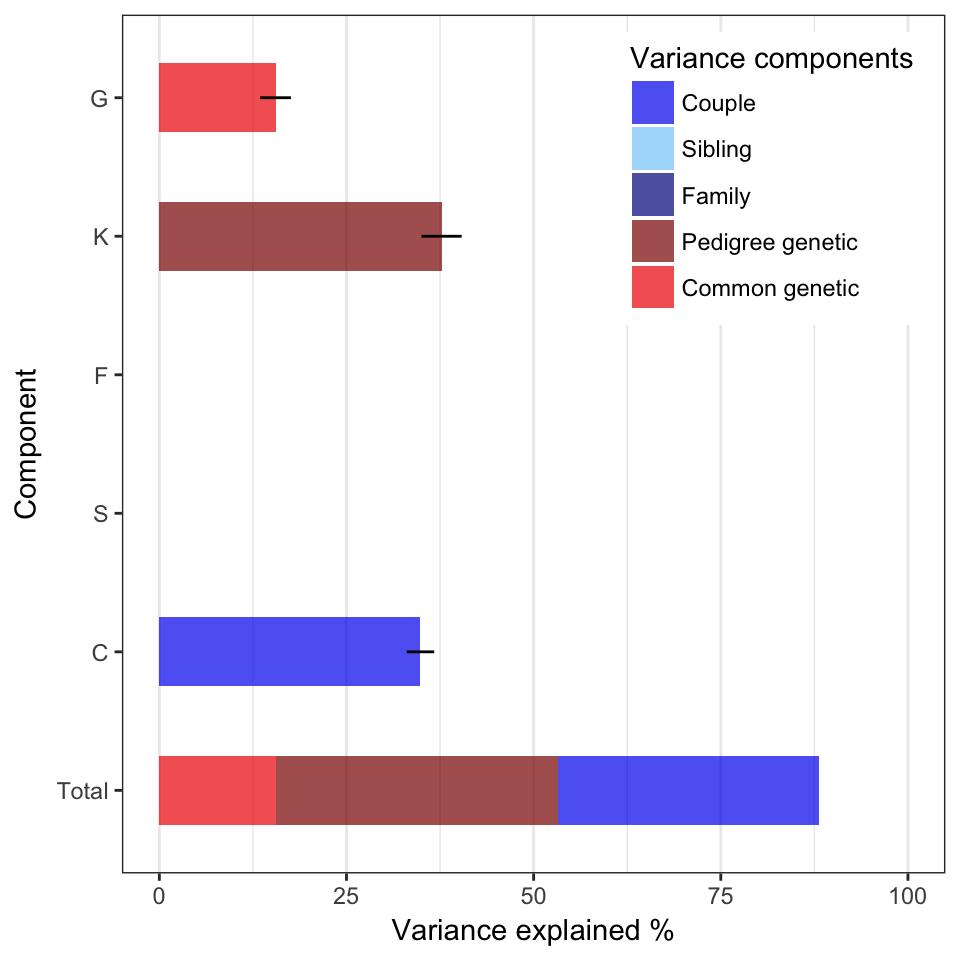 Variance components
Couple
Sibling
Family
Pedigree genetic
Common genetic
G
K
F
S
C
Total
Component
0 25 50 75 100
Variance explained %